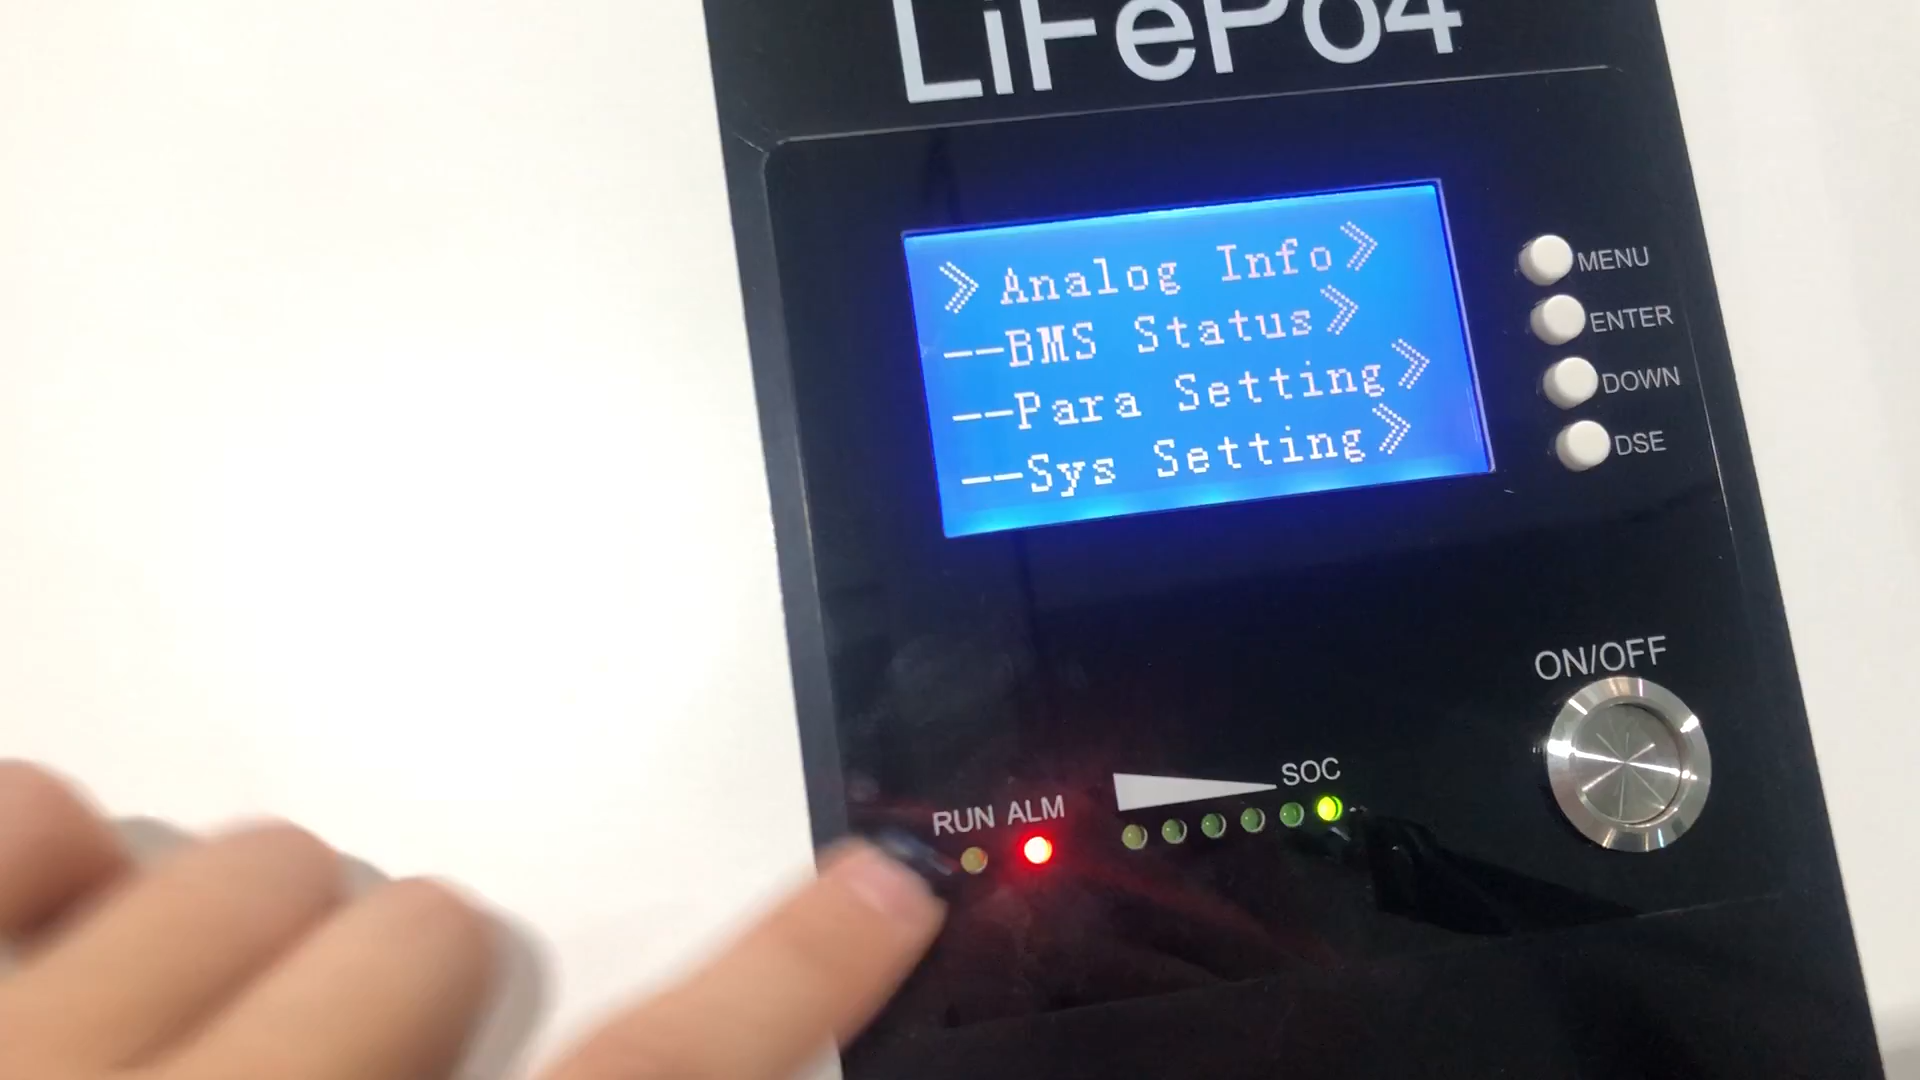 LiFePo4
》Analog Info》
--BMS Status》
--Para Setting》
--Sys Setting》
MENU
ENTER
DOWN
DSE
ON/OFF
SOC
RUN ALM